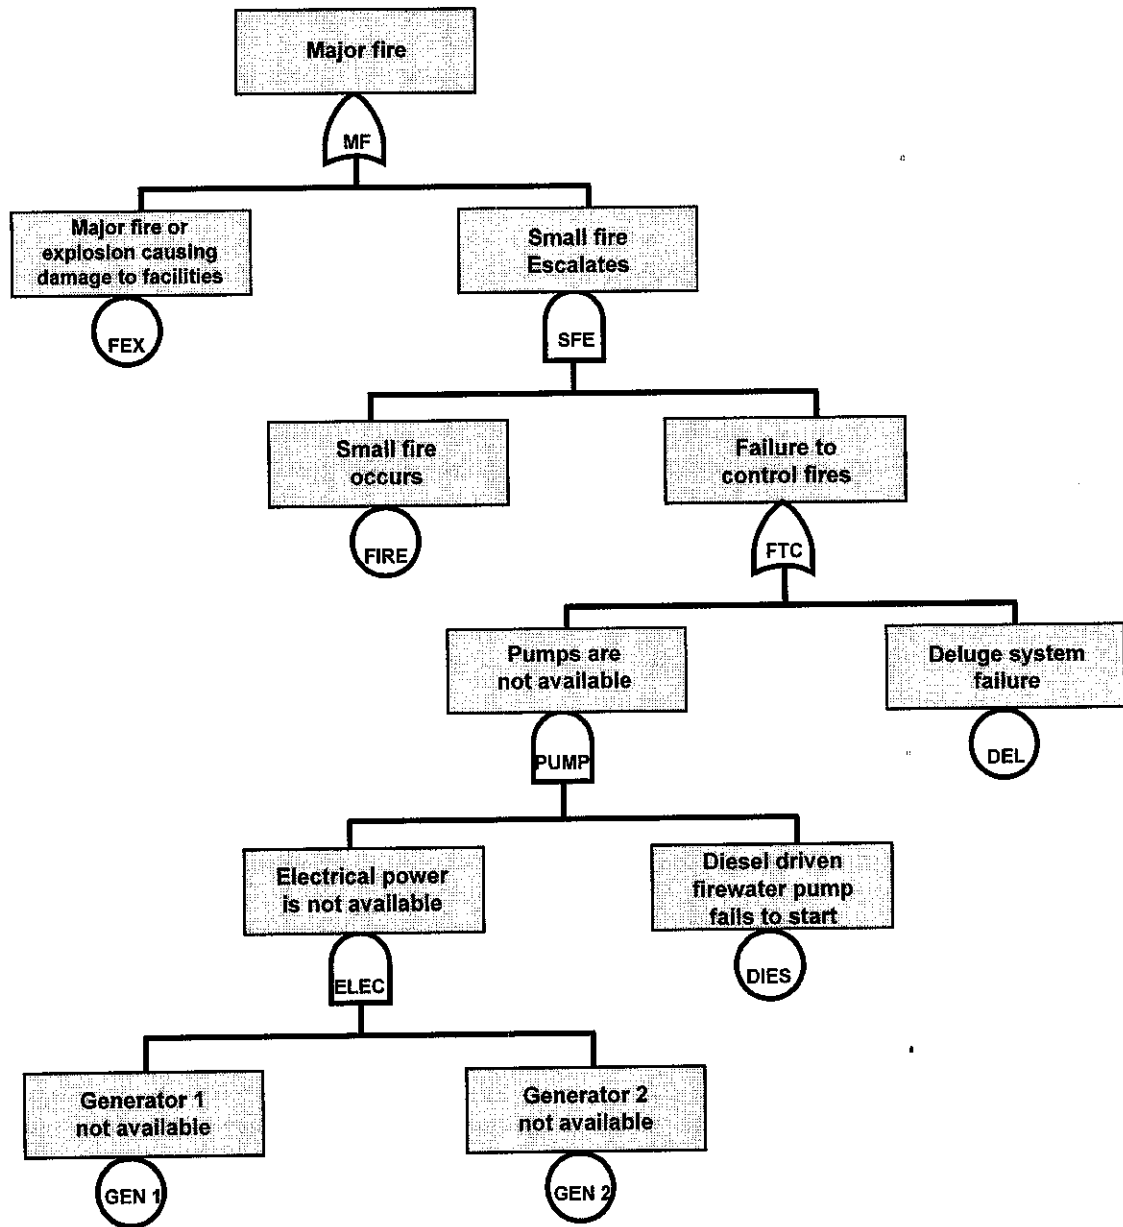 Major fire
MF
Major fire or
explosion causing
damage to facilities
FEX
Small fire
Escalates
SFE
Small fire
occurs
FIRE
Failure to
control fires
FTC
Pumps are
not available
PUMP
Deluge system
failure
DEL
Electrical power
is not available
ELEC
Diesel driven
firewater pump
fails to start
DIES
Generator 1
not available
GEN 1
Generator 2
not available
GEN 2